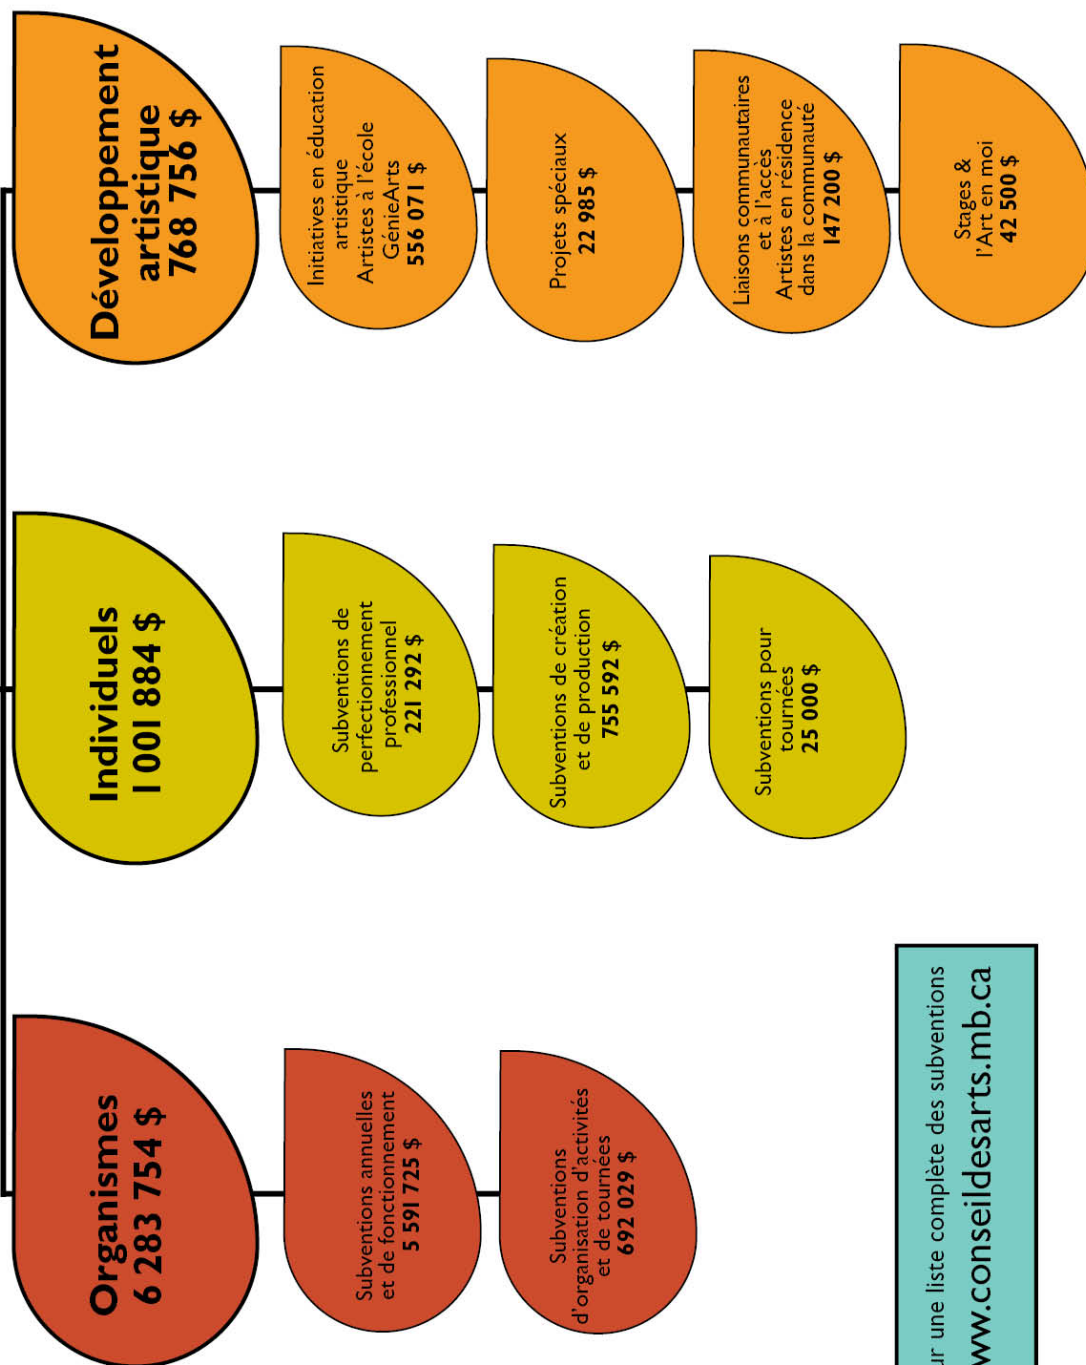 Organismes
6 283 754 $
Subventions annuelles
et de fonctionnement
5 591 725 $
Subventions
d'organisation d'activités
et de tournées
692 029 $
Individuels
1 001 884 $
Subventions de
perfectionnement
professionnel
221 292 $
Subventions de création
et de production
755 592 $
Subventions pour
tournées
25 000 $
Développement
artistique
768 756 $
Initiatives en éducation
artistique
Artistes à l'école
GénieArts
556 071 $
Projets spéciaux
22 985 $
Liaisons communautaires
et à l'accès
Artistes en résidence
dans la communauté
147 200 $
Stages &
l'Art en moi
42 500 $
une liste complète des subventions
ww.conseildesarts.mb.ca